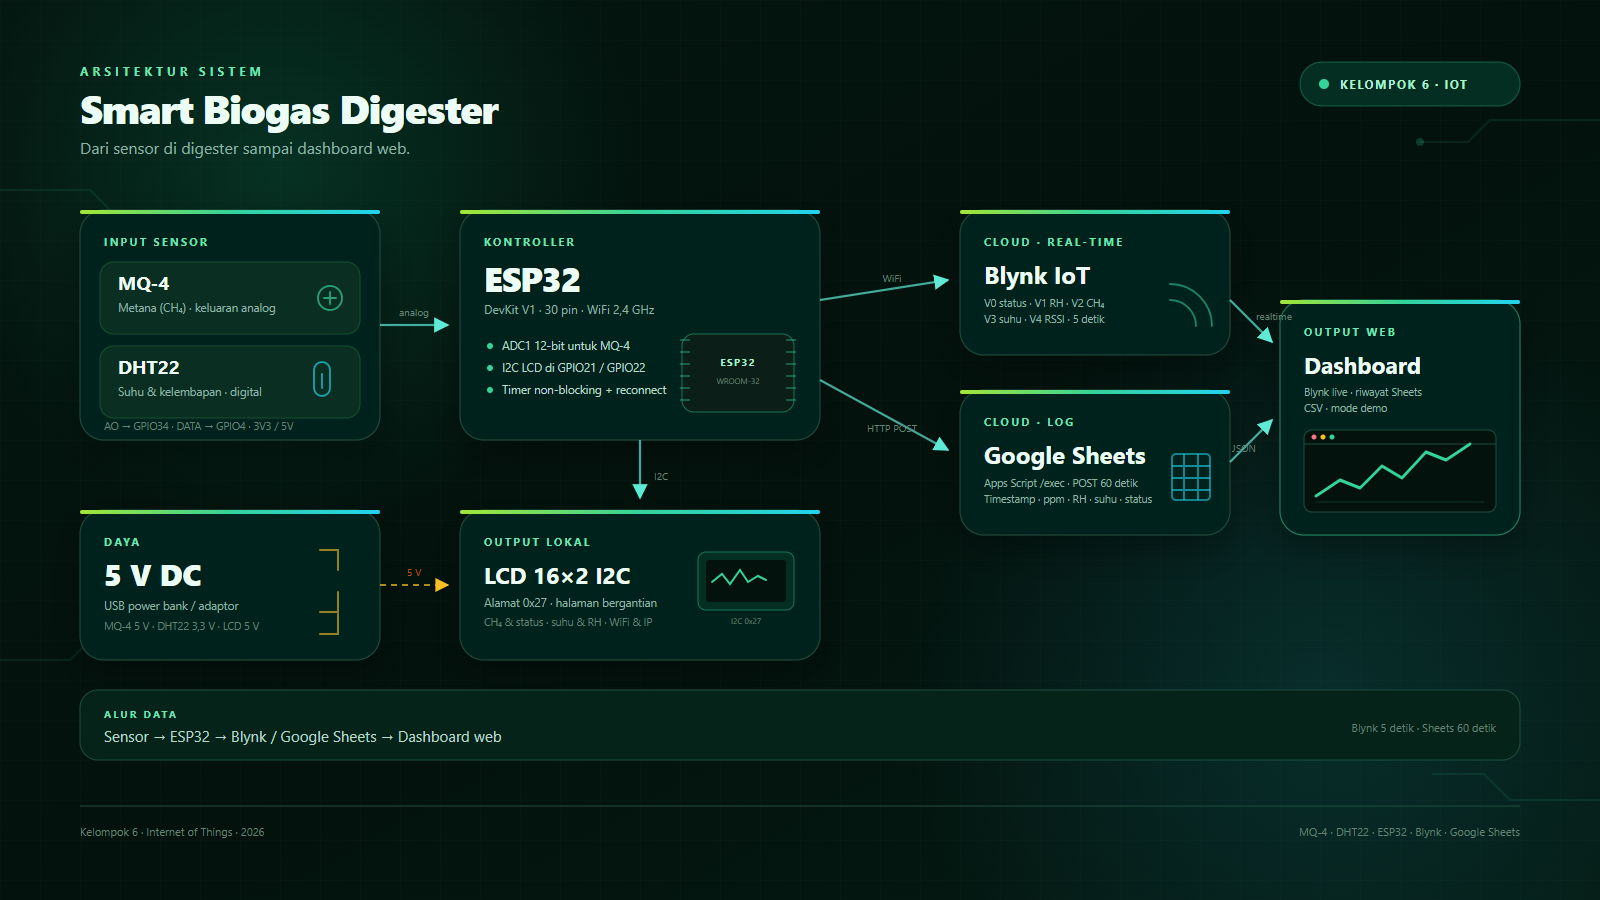 ARSITEKTUR SISTEM
Smart Biogas Digester
Dari sensor di digester sampai dashboard web.
KELOMPOK 6 · IOT
INPUT SENSOR
MQ-4
Metana (CH₄) · keluaran analog
DHT22
Suhu & kelembapan · digital
AO → GPIO34 · DATA → GPIO4 · 3V3 / 5V
analog
KONTROLLER
ESP32
DevKit V1 · 30 pin · WiFi 2,4 GHz
ADC1 12-bit untuk MQ-4
I2C LCD di GPIO21 / GPIO22
Timer non-blocking + reconnect
ESP32
WROOM-32
WiFi
HTTP POST
I2C
CLOUD · REAL-TIME
Blynk IoT
V0 status · V1 RH · V2 CH₄
V3 suhu · V4 RSSI · 5 detik
realtime
CLOUD · LOG
Google Sheets
Apps Script /exec · POST 60 detik
Timestamp · ppm · RH · suhu · status
JSON
OUTPUT WEB
Dashboard
Blynk live · riwayat Sheets
CSV · mode demo
DAYA
5 V DC
USB power bank / adaptor
MQ-4 5 V · DHT22 3,3 V · LCD 5 V
5 V
OUTPUT LOKAL
LCD 16×2 I2C
Alamat 0x27 · halaman bergantian
CH₄ & status · suhu & RH · WiFi & IP
I2C 0x27
ALUR DATA
Sensor → ESP32 → Blynk / Google Sheets → Dashboard web
Blynk 5 detik · Sheets 60 detik
Kelompok 6 · Internet of Things · 2026
MQ-4 · DHT22 · ESP32 · Blynk · Google Sheets